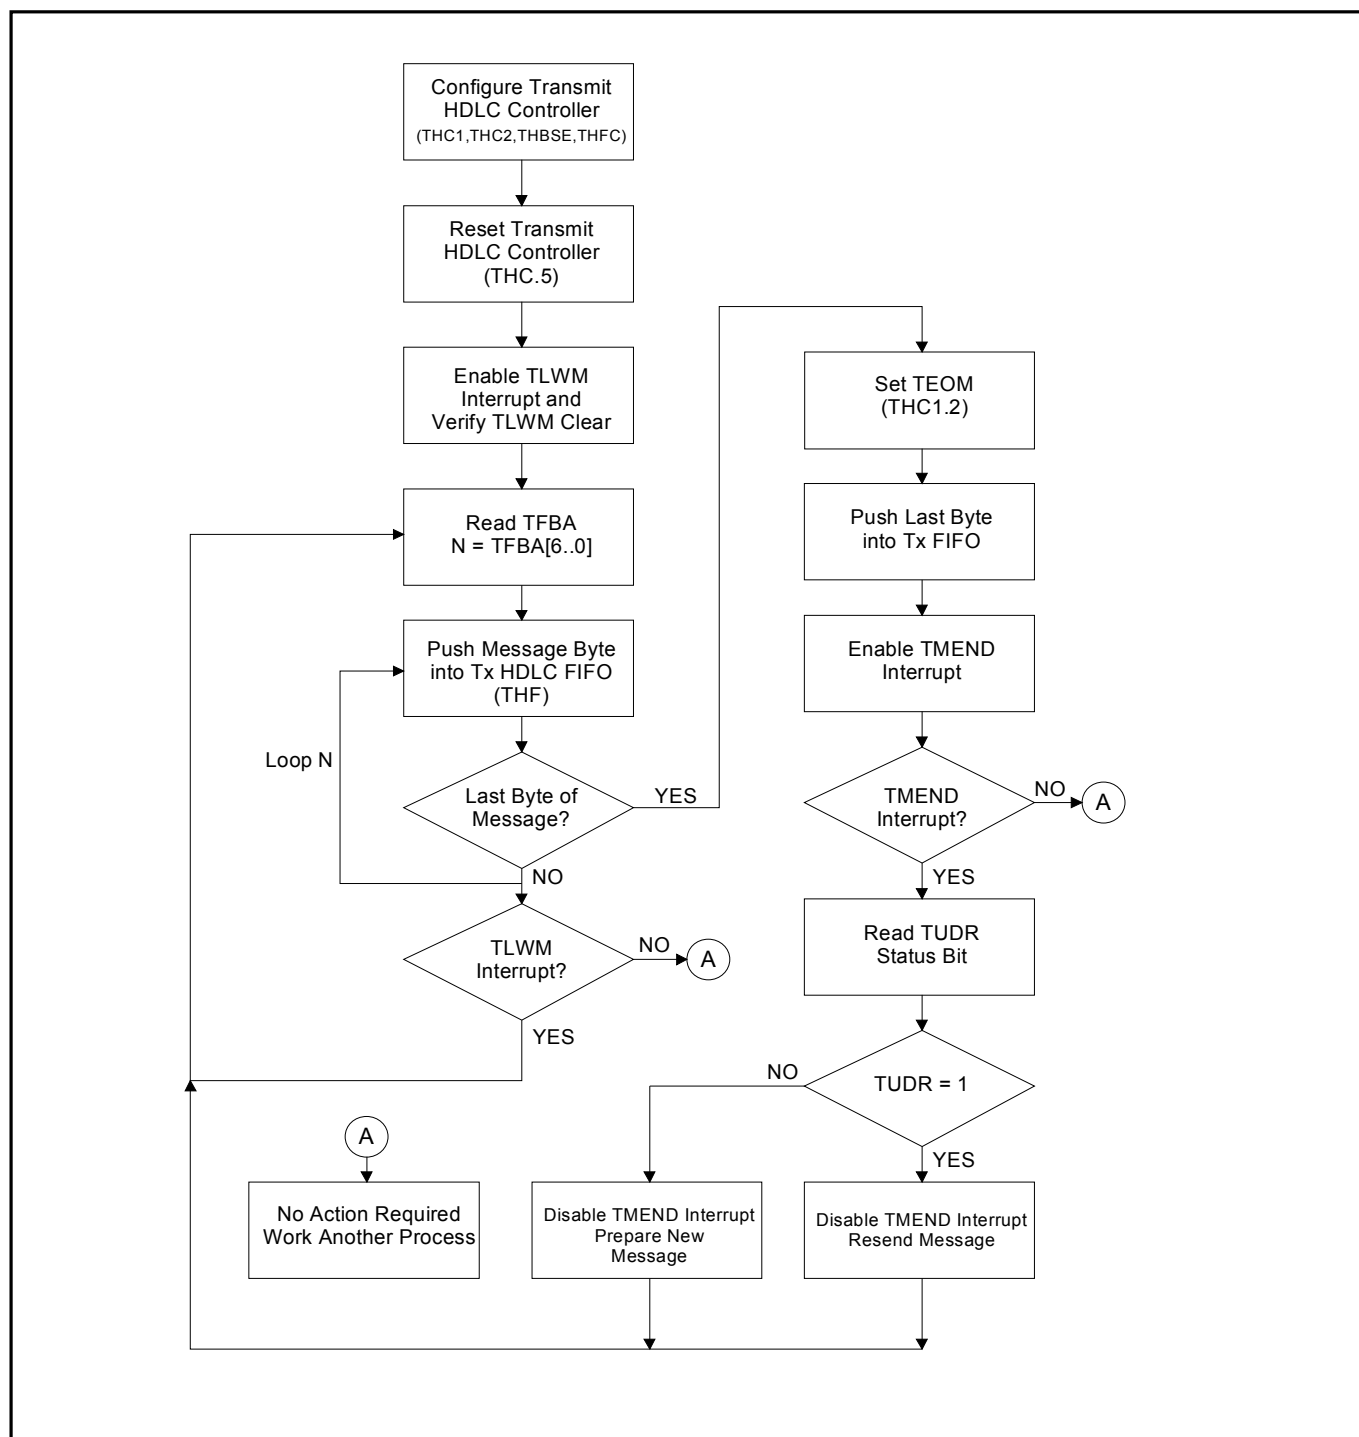 Configure Transmit
HDLC Controller
(THC1,THC2,THBSE,THFC)
Reset Transmit
HDLC Controller
(THC.5)
Enable TLWM
Interrupt and
Verify TLWM Clear
Read TFBA
N = TFBA[6..0]
Push Message Byte
into Tx HDLC FIFO
(THF)
Loop N
Last Byte of
Message?
YES
NO
TLWM
Interrupt?
NO
A
YES
Set TEOM
(THC1.2)
Push Last Byte
into Tx FIFO
Enable TMEND
Interrupt
TMEND
Interrupt?
NO
A
YES
Read TUDR
Status Bit
TUDR = 1
NO
YES
A
No Action Required
Work Another Process
Disable TMEND Interrupt
Prepare New
Message
Disable TMEND Interrupt
Resend Message